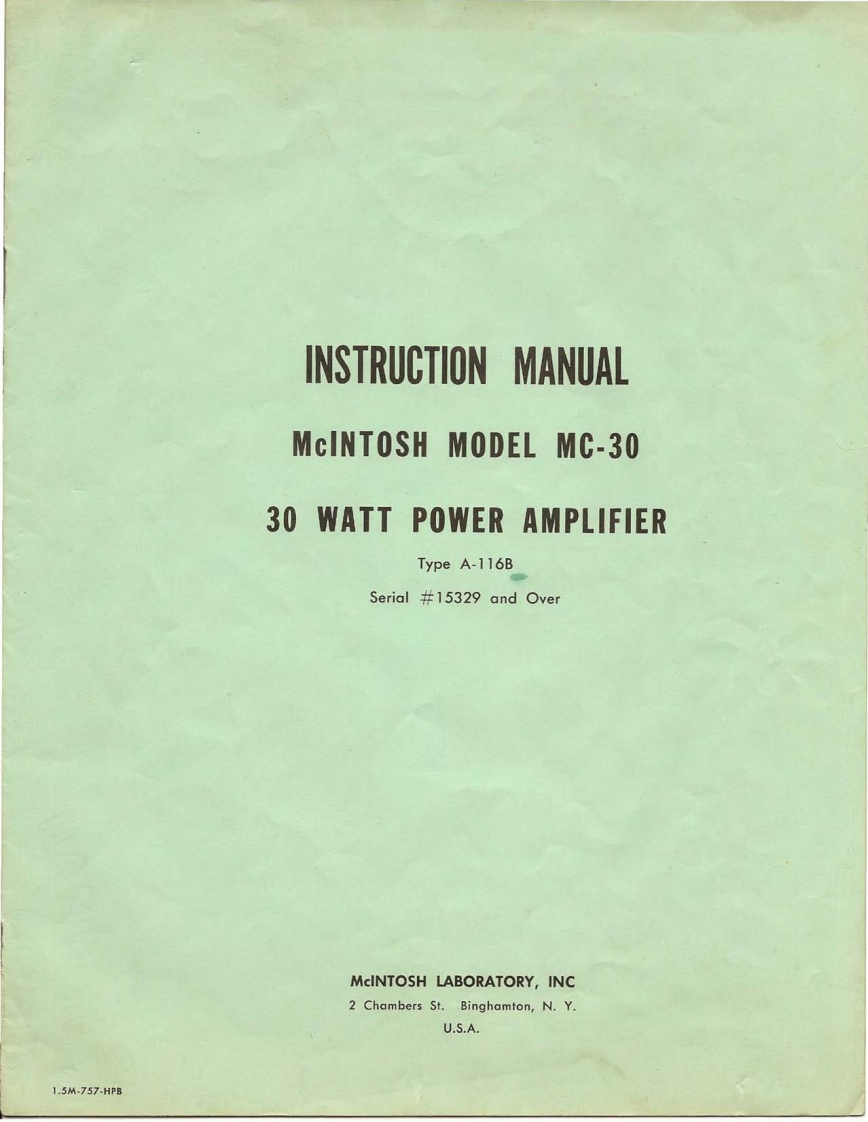 INSTRUCTION MANUAL
McINTOSH MODEL MC-30
30 WATT POWER AMPLIFIER
Type A-116B
Serial #15329 and Over
McINTOSH LABORATORY, INC
2 Chambers St. Binghamton, N. Y.
U.S.A.
1.5M-757-HPB